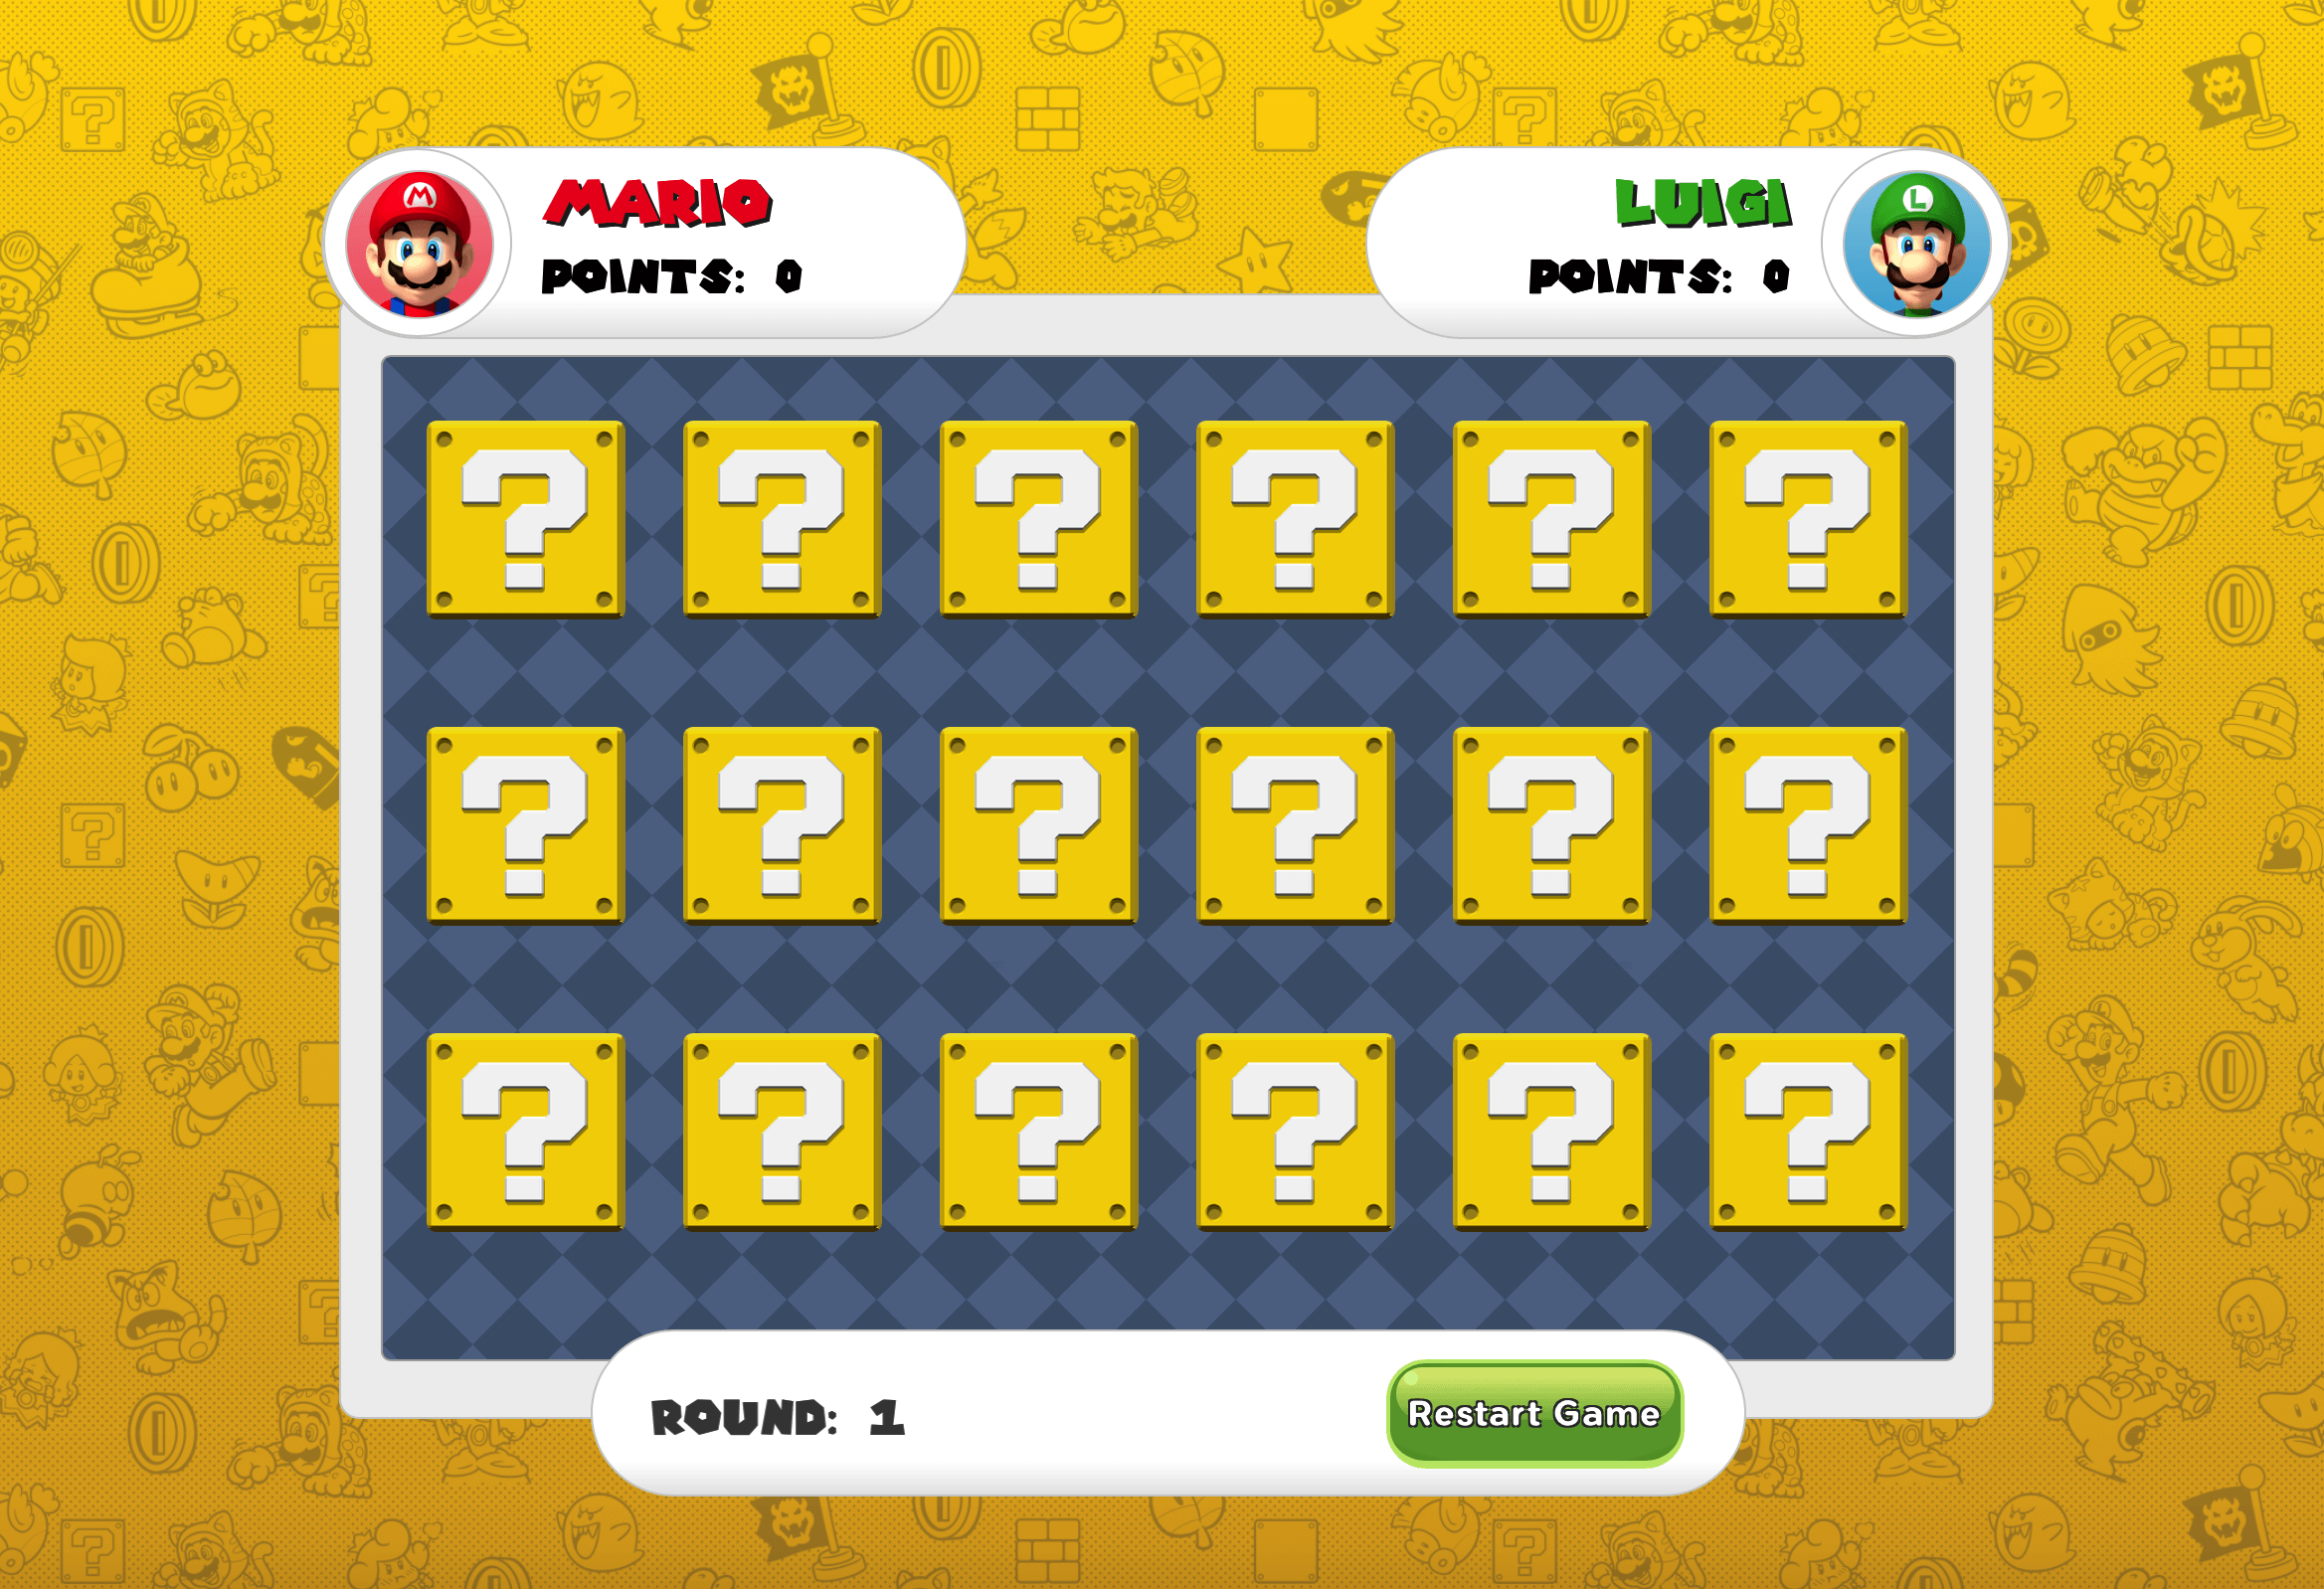 MARIO
POINTS: 0
LUIGI
POINTS: 0
? ? ? ? ? ?
? ? ? ? ? ?
? ? ? ? ? ?
ROUND: 1
Restart Game